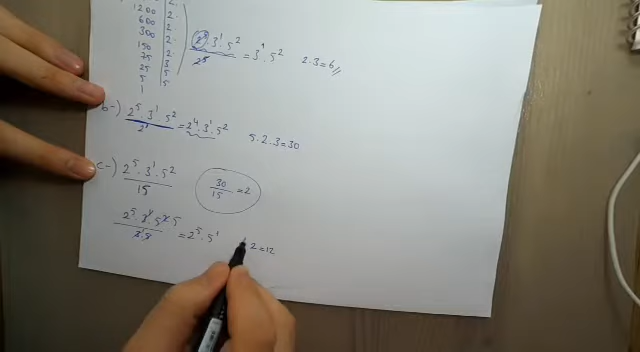 1200 2
600 2
300 2
150 2
75 3
25 5
5 5
1
2⁵.3¹.5² / 2⁵ = 3¹.5² 2.3=6
b-) 2⁵.3¹.5² / 2¹ = 2⁴.3¹.5² 5.2.3=30
c-) 2⁵.3¹.5² / 15 30/15=2
2⁵.3¹.5.5 / 3.5 = 2⁵.5¹ 2=12